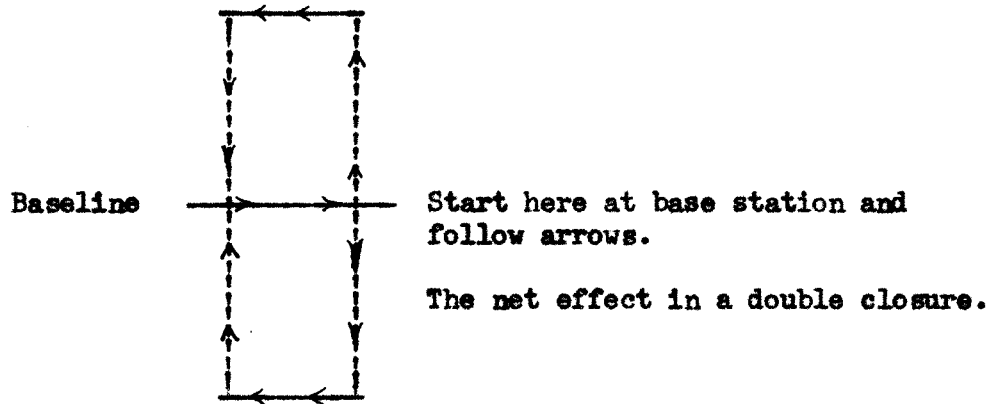 Baseline
Start here at base station and
follow arrows.
The net effect in a double closure.